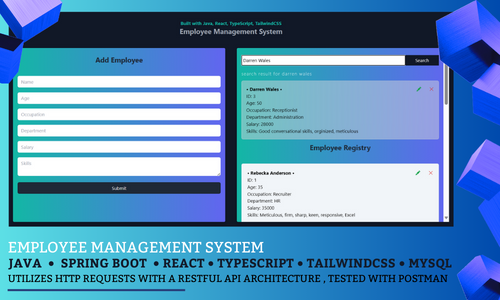 Built with Java, React, TypeScript, TailwindCSS
Employee Management System
Add Employee
Name
Age
Occupation
Department
Salary
Skills
Submit
Darren Wales
Search
search result for darren wales
• Darren Wales •
ID: 3
Age: 50
Occupation: Receptionist
Department: Administration
Salary: 28000
Skills: Good conversational skills, orginized, meticulous
Employee Registry
• Rebecka Anderson •
ID: 1
Age: 35
Occupation: Recruiter
Department: HR
Salary: 35000
Skills: Meticulous, firm, sharp, keen, responsive, Excel
EMPLOYEE MANAGEMENT SYSTEM
JAVA • SPRING BOOT • REACT • TYPESCRIPT • TAILWINDCSS • MYSQL
UTILIZES HTTP REQUESTS WITH A RESTFUL API ARCHITECTURE , TESTED WITH POSTMAN